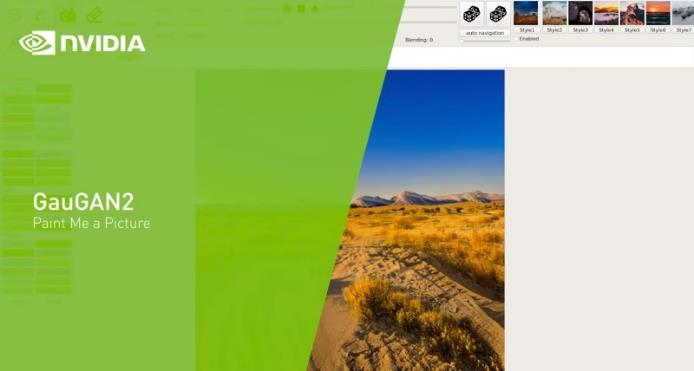 NVIDIA
GauGAN2
Paint Me a Picture
Blending: 0
auto navigation
Style1
Style2
Style3
Style4
Style5
Style6
Style7
Enabled